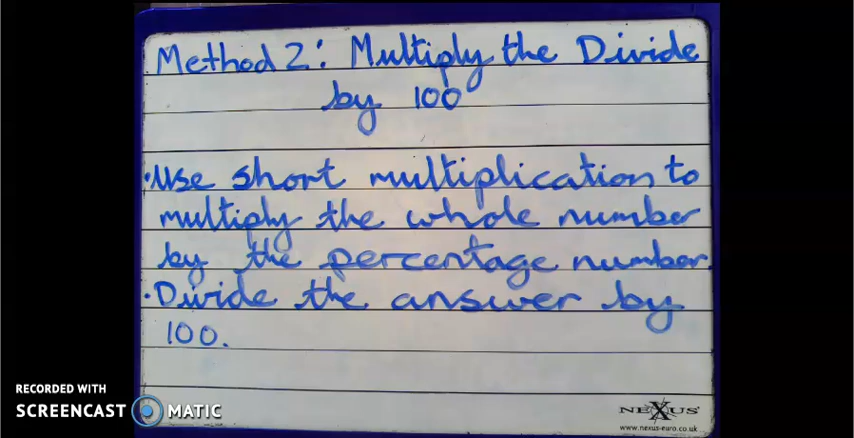 Method 2: Multiply the Divide
by 100
·Use short multiplication to
multiply the whole number
by the percentage number.
·Divide the answer by
100.
RECORDED WITH
SCREENCAST MATIC
NEXUS
www.nexus-euro.co.uk